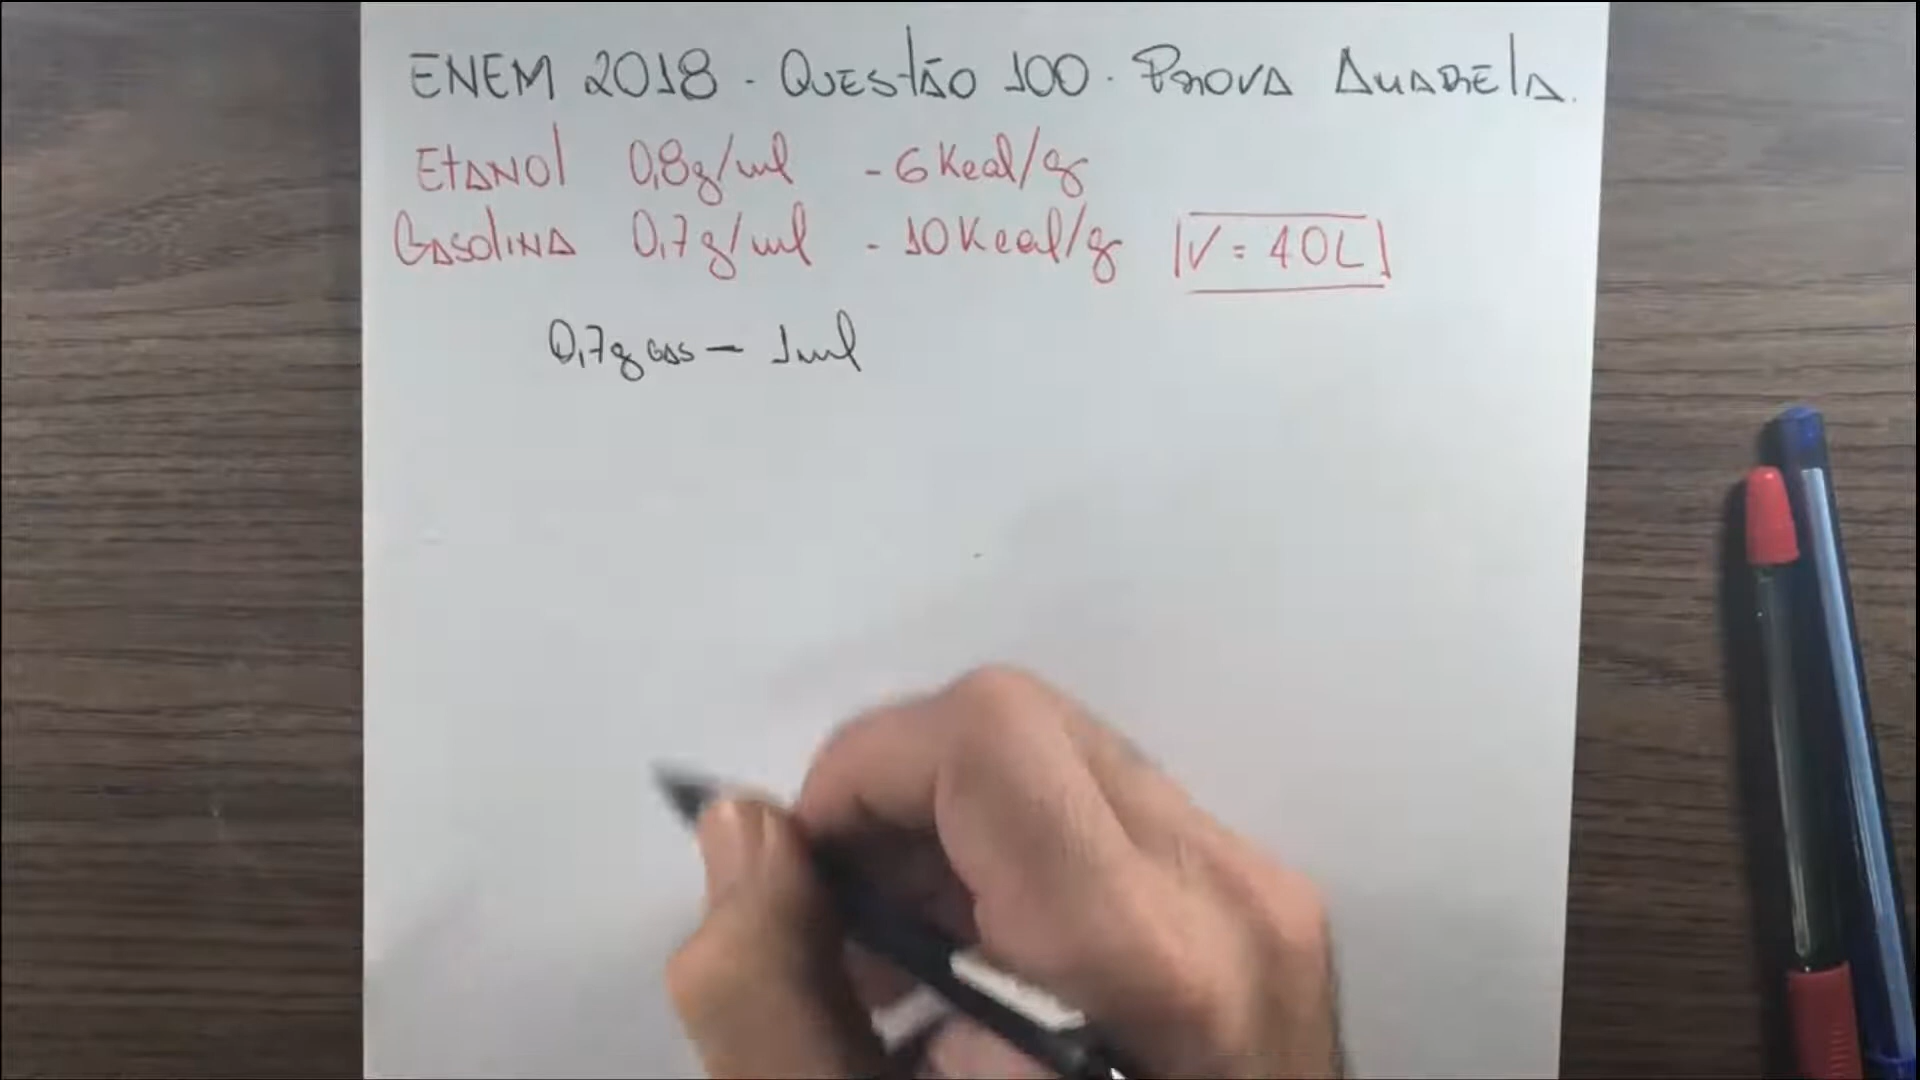 ENEM 2018 - QUESTÃO 100 - PROVA AMARELA.
ETANOL 0,8g/ml - 6Kcal/g
GASOLINA 0,7g/ml - 10Kcal/g V = 40L
0,7g GAS - 1ml